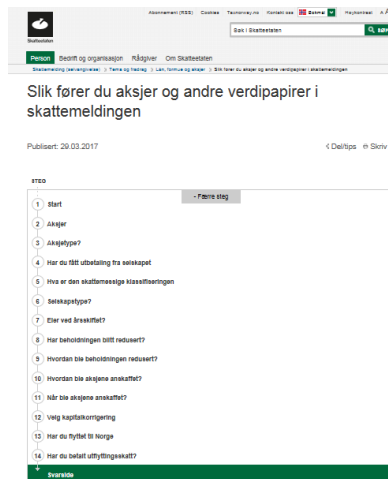 Abonnement (RSS) Cookies Tax.norway.no Kontakt oss Bokmål Høykontrast A A
Skatteetaten
Søk i Skatteetaten
SØK
Person Bedrift og organisasjon Rådgiver Om Skatteetaten
Skattemelding (selvangivelse) > Tema og fradrag > Lån, formue og aksjer > Slik fører du aksjer og andre verdipapirer i skattemeldingen
Slik fører du aksjer og andre verdipapirer i
skattemeldingen
Publisert: 29.03.2017
Del/tips Skriv
STEG
- Færre steg
1 Start
2 Aksjer
3 Aksjetype?
4 Har du fått utbetaling fra selskapet
5 Hva er den skattemessige klassifiseringen
6 Selskapstype?
7 Eier ved årsskiftet?
8 Har beholdningen blitt redusert?
9 Hvordan ble beholdningen redusert?
10 Hvordan ble aksjene anskaffet?
11 Når ble aksjene anskaffet?
12 Velg kapitalkorrigering
13 Har du flyttet til Norge
14 Har du betalt utflyttingsskatt?
Svarside